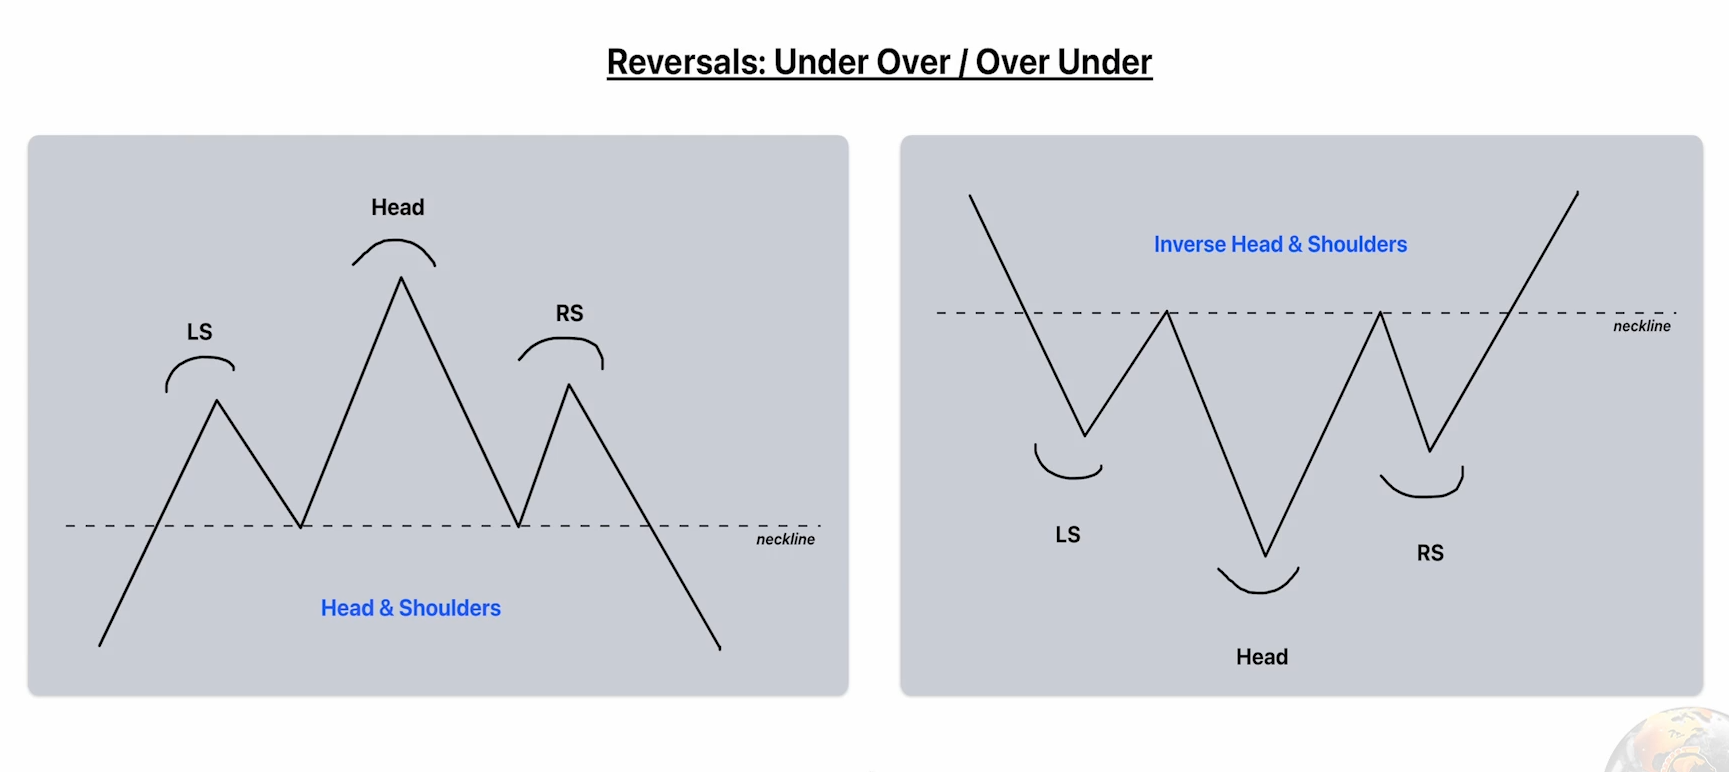 Reversals: Under Over / Over Under
Head
LS
RS
neckline
Head & Shoulders
Inverse Head & Shoulders
neckline
LS
RS
Head